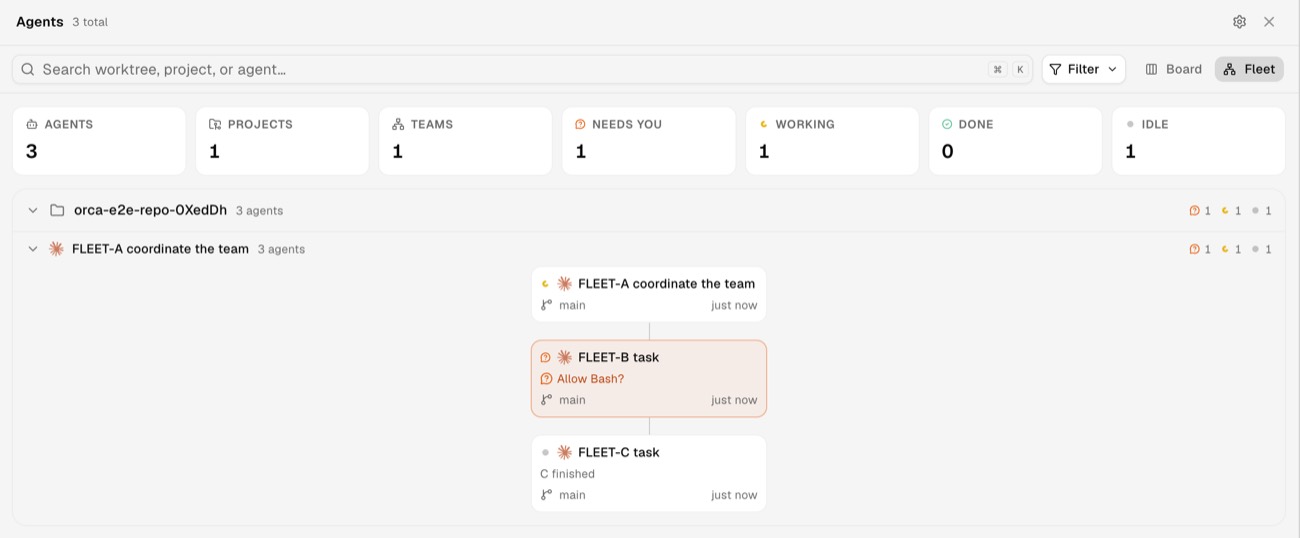 Agents 3 total
Search worktree, project, or agent... ⌘ K Filter Board Fleet
AGENTS PROJECTS TEAMS NEEDS YOU WORKING DONE IDLE
3 1 1 1 1 0 1
orca-e2e-repo-0XedDh 3 agents 1 1 1
FLEET-A coordinate the team 3 agents 1 1 1
FLEET-A coordinate the team
main just now
FLEET-B task
Allow Bash?
main just now
FLEET-C task
C finished
main just now